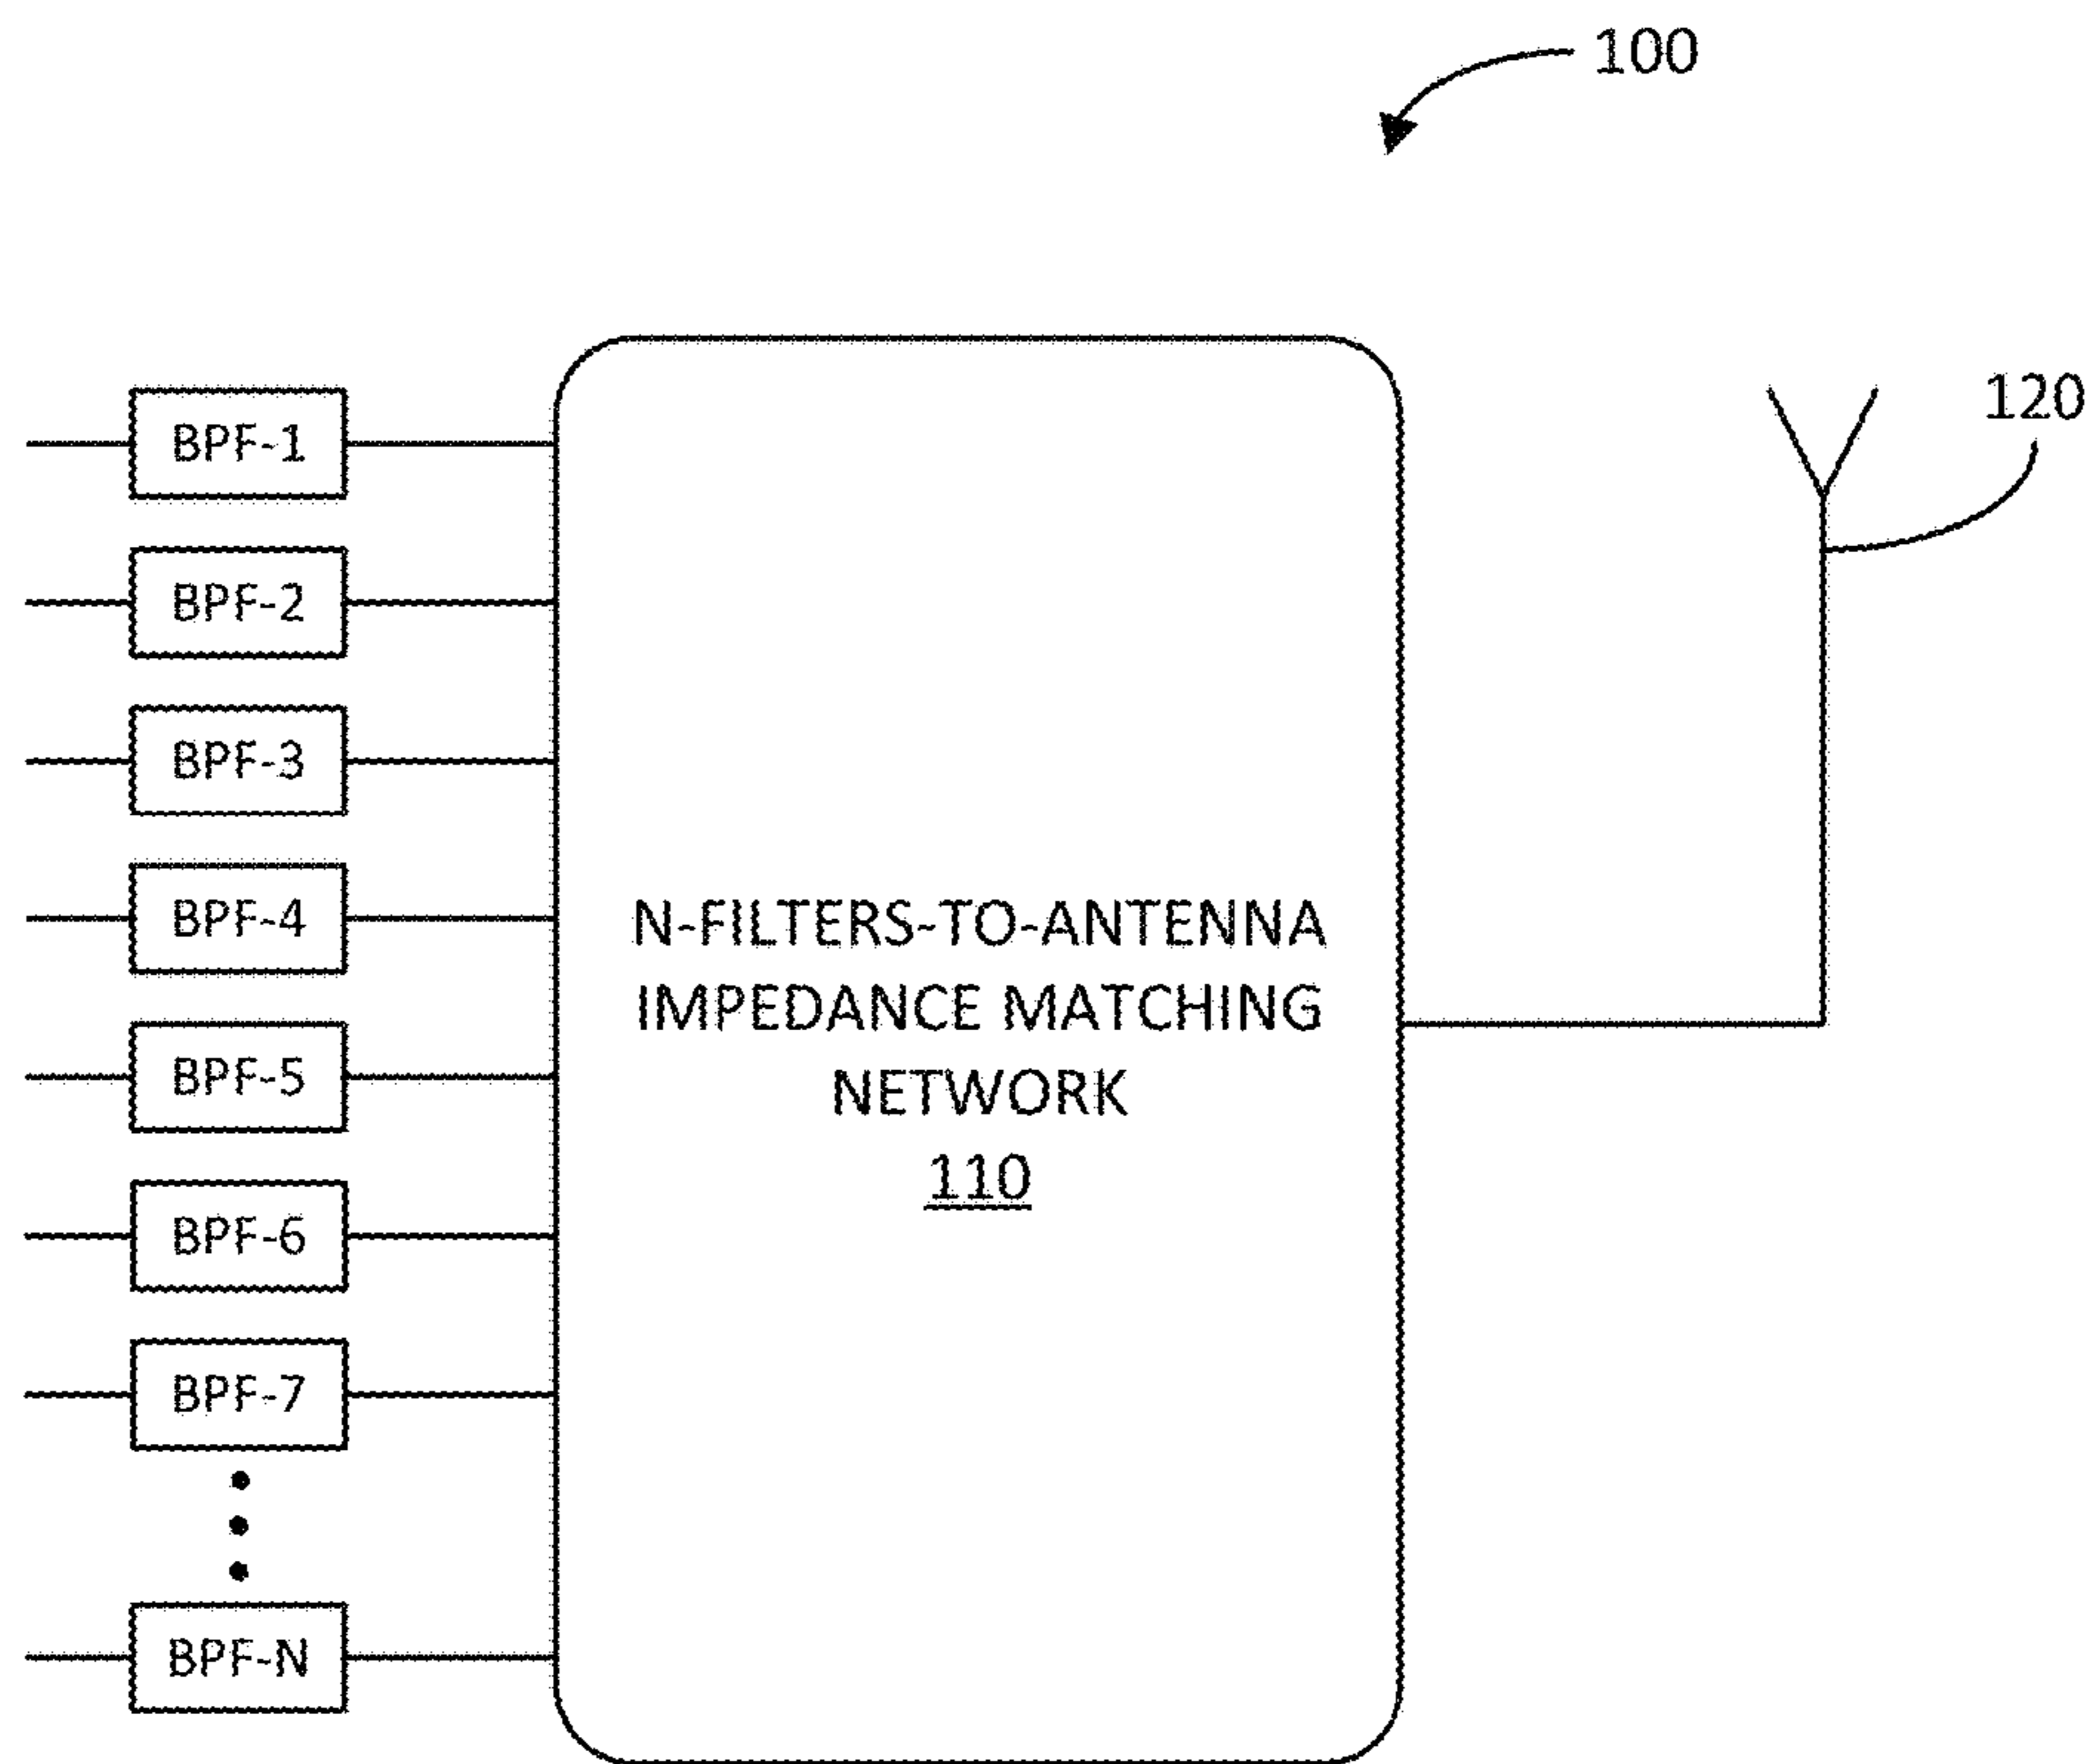 100
120
BPF-1
BPF-2
BPF-3
BPF-4
BPF-5
BPF-6
BPF-7
BPF-N
N-FILTERS-TO-ANTENNA
IMPEDANCE MATCHING
NETWORK
110